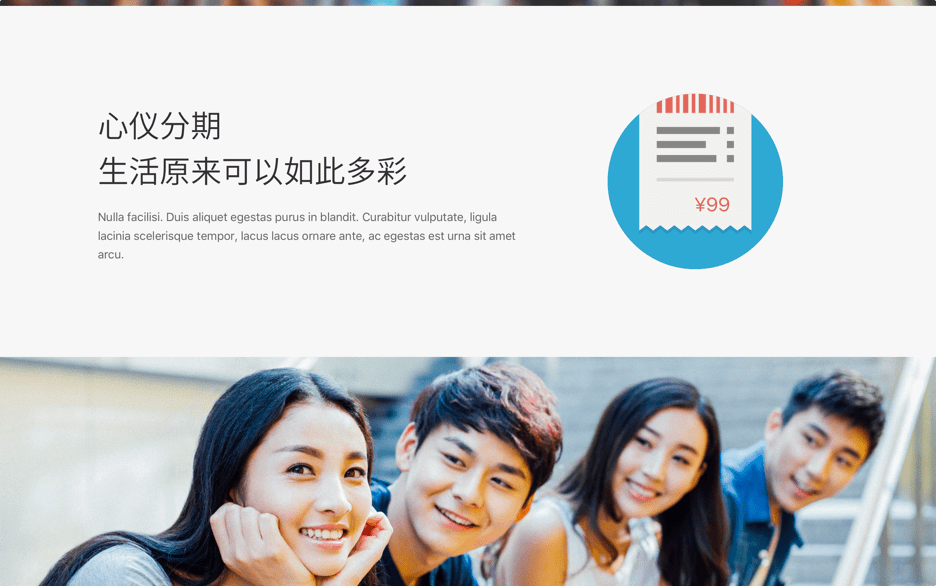 心仪分期
生活原来可以如此多彩
Nulla facilisi. Duis aliquet egestas purus in blandit. Curabitur vulputate, ligula
lacinia scelerisque tempor, lacus lacus ornare ante, ac egestas est urna sit amet
arcu.
¥99